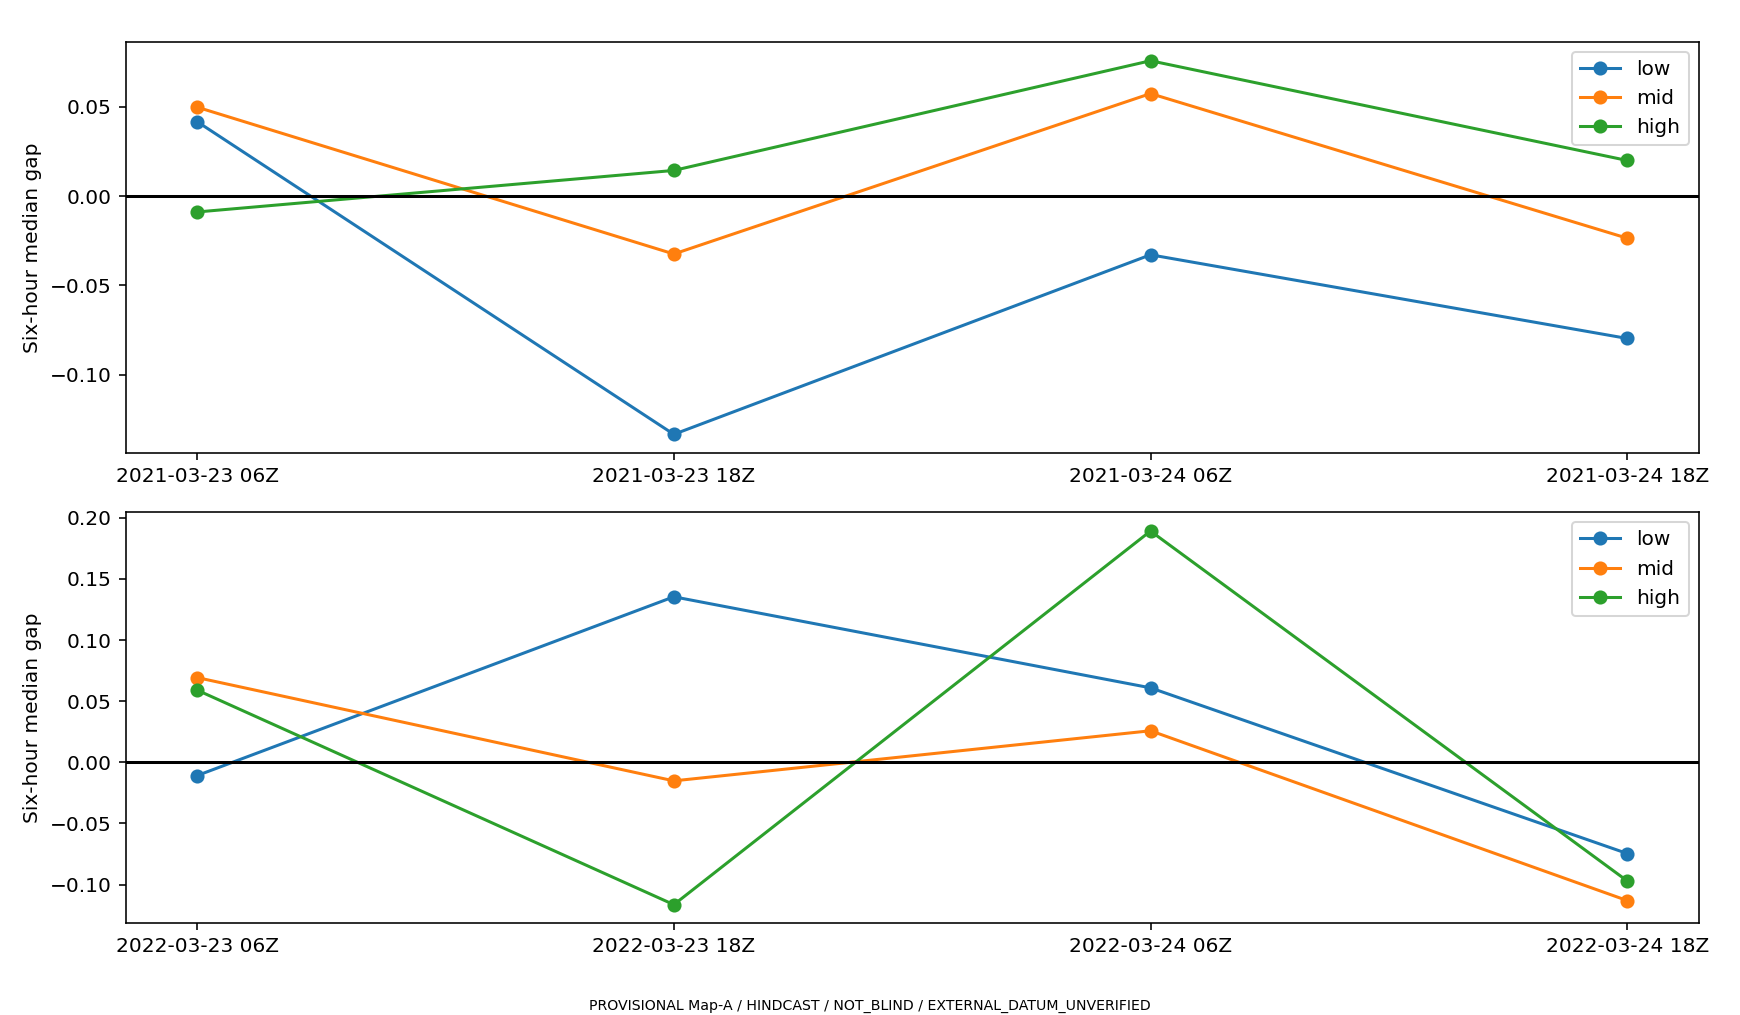 low
mid
high
Six-hour median gap
0.05
0.00
−0.05
−0.10
2021-03-23 06Z
2021-03-23 18Z
2021-03-24 06Z
2021-03-24 18Z
low
mid
high
Six-hour median gap
0.20
0.15
0.10
0.05
0.00
−0.05
−0.10
2022-03-23 06Z
2022-03-23 18Z
2022-03-24 06Z
2022-03-24 18Z
PROVISIONAL Map-A / HINDCAST / NOT_BLIND / EXTERNAL_DATUM_UNVERIFIED